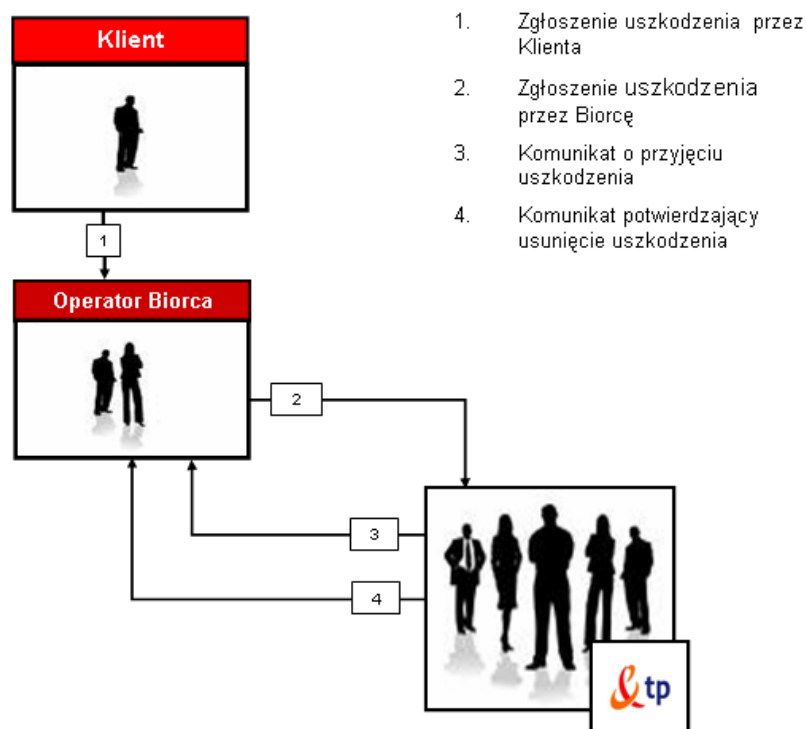 Klient
1. Zgłoszenie uszkodzenia przez
Klienta
2. Zgłoszenie uszkodzenia
przez Biorcę
3. Komunikat o przyjęciu
uszkodzenia
4. Komunikat potwierdzający
usunięcie uszkodzenia
1
Operator Biorca
2
3
4
tp